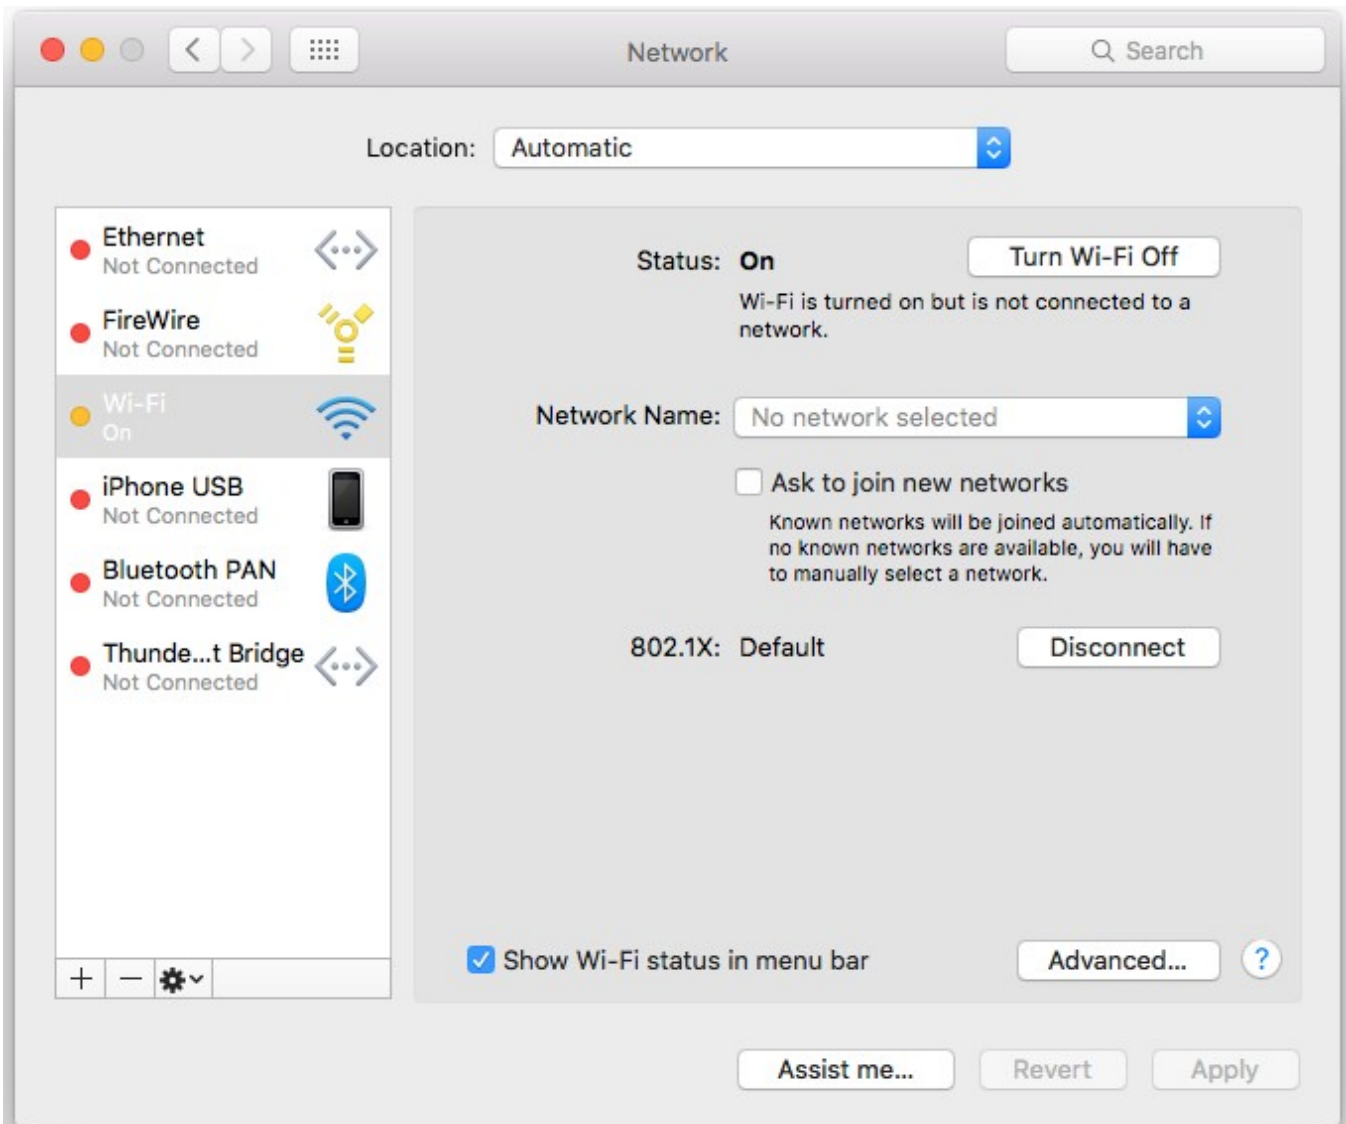 Network
Search
Location: Automatic
Ethernet
Not Connected
FireWire
Not Connected
Wi-Fi
On
iPhone USB
Not Connected
Bluetooth PAN
Not Connected
Thunde...t Bridge
Not Connected
Status: On
Turn Wi-Fi Off
Wi-Fi is turned on but is not connected to a
network.
Network Name: No network selected
Ask to join new networks
Known networks will be joined automatically. If
no known networks are available, you will have
to manually select a network.
802.1X: Default
Disconnect
Show Wi-Fi status in menu bar
Advanced...
?
Assist me...
Revert
Apply